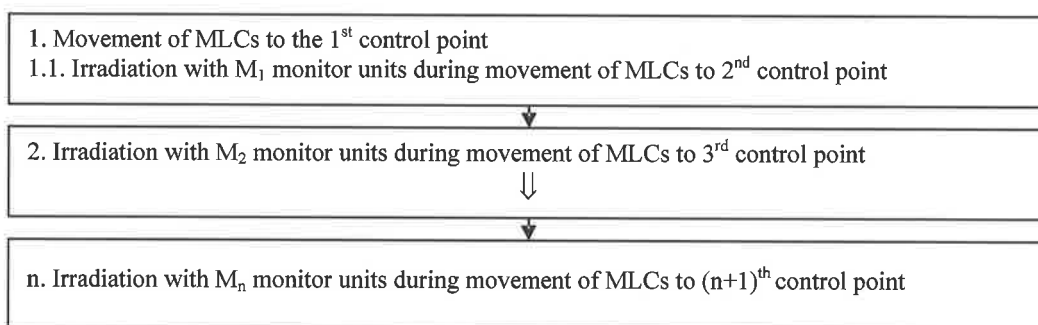 1. Movement of MLCs to the 1st control point
1.1. Irradiation with M1 monitor units during movement of MLCs to 2nd control point
2. Irradiation with M2 monitor units during movement of MLCs to 3rd control point
n. Irradiation with Mn monitor units during movement of MLCs to (n+1)th control point